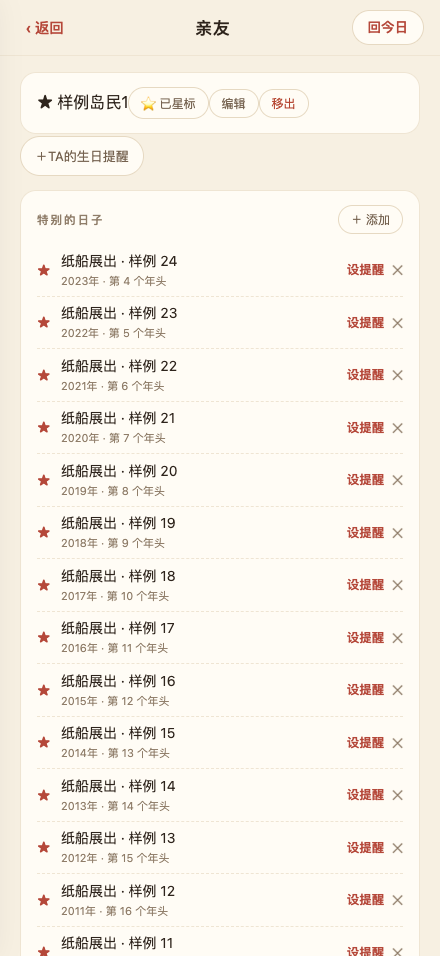 ‹ 返回
亲友
回今日
★ 样例岛民1
⭐ 已星标
编辑
移出
＋TA的生日提醒
特别的日子
＋ 添加
纸船展出 · 样例 24
2023年 · 第 4 个年头
设提醒 ×
纸船展出 · 样例 23
2022年 · 第 5 个年头
设提醒 ×
纸船展出 · 样例 22
2021年 · 第 6 个年头
设提醒 ×
纸船展出 · 样例 21
2020年 · 第 7 个年头
设提醒 ×
纸船展出 · 样例 20
2019年 · 第 8 个年头
设提醒 ×
纸船展出 · 样例 19
2018年 · 第 9 个年头
设提醒 ×
纸船展出 · 样例 18
2017年 · 第 10 个年头
设提醒 ×
纸船展出 · 样例 17
2016年 · 第 11 个年头
设提醒 ×
纸船展出 · 样例 16
2015年 · 第 12 个年头
设提醒 ×
纸船展出 · 样例 15
2014年 · 第 13 个年头
设提醒 ×
纸船展出 · 样例 14
2013年 · 第 14 个年头
设提醒 ×
纸船展出 · 样例 13
2012年 · 第 15 个年头
设提醒 ×
纸船展出 · 样例 12
2011年 · 第 16 个年头
设提醒 ×
纸船展出 · 样例 11
设提醒 ×